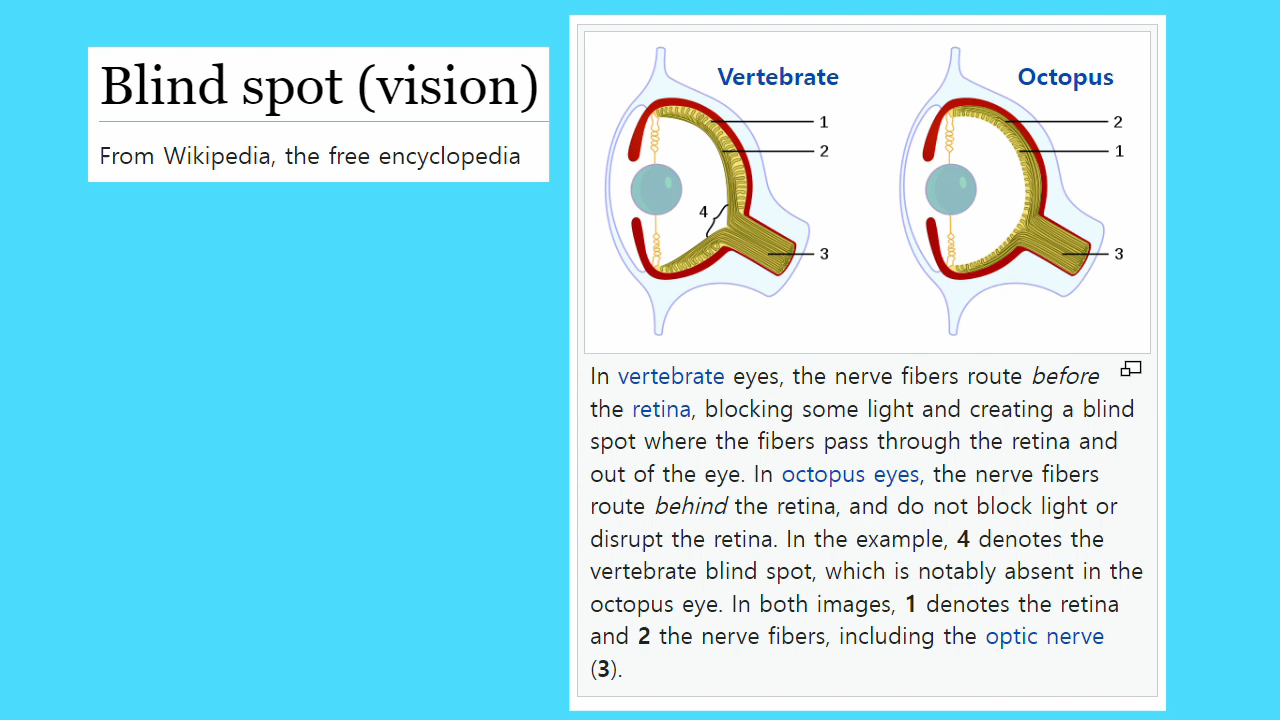 Blind spot (vision)
From Wikipedia, the free encyclopedia
Vertebrate
1
2
4
3
Octopus
2
1
3
In vertebrate eyes, the nerve fibers route before
the retina, blocking some light and creating a blind
spot where the fibers pass through the retina and
out of the eye. In octopus eyes, the nerve fibers
route behind the retina, and do not block light or
disrupt the retina. In the example, 4 denotes the
vertebrate blind spot, which is notably absent in the
octopus eye. In both images, 1 denotes the retina
and 2 the nerve fibers, including the optic nerve
(3).